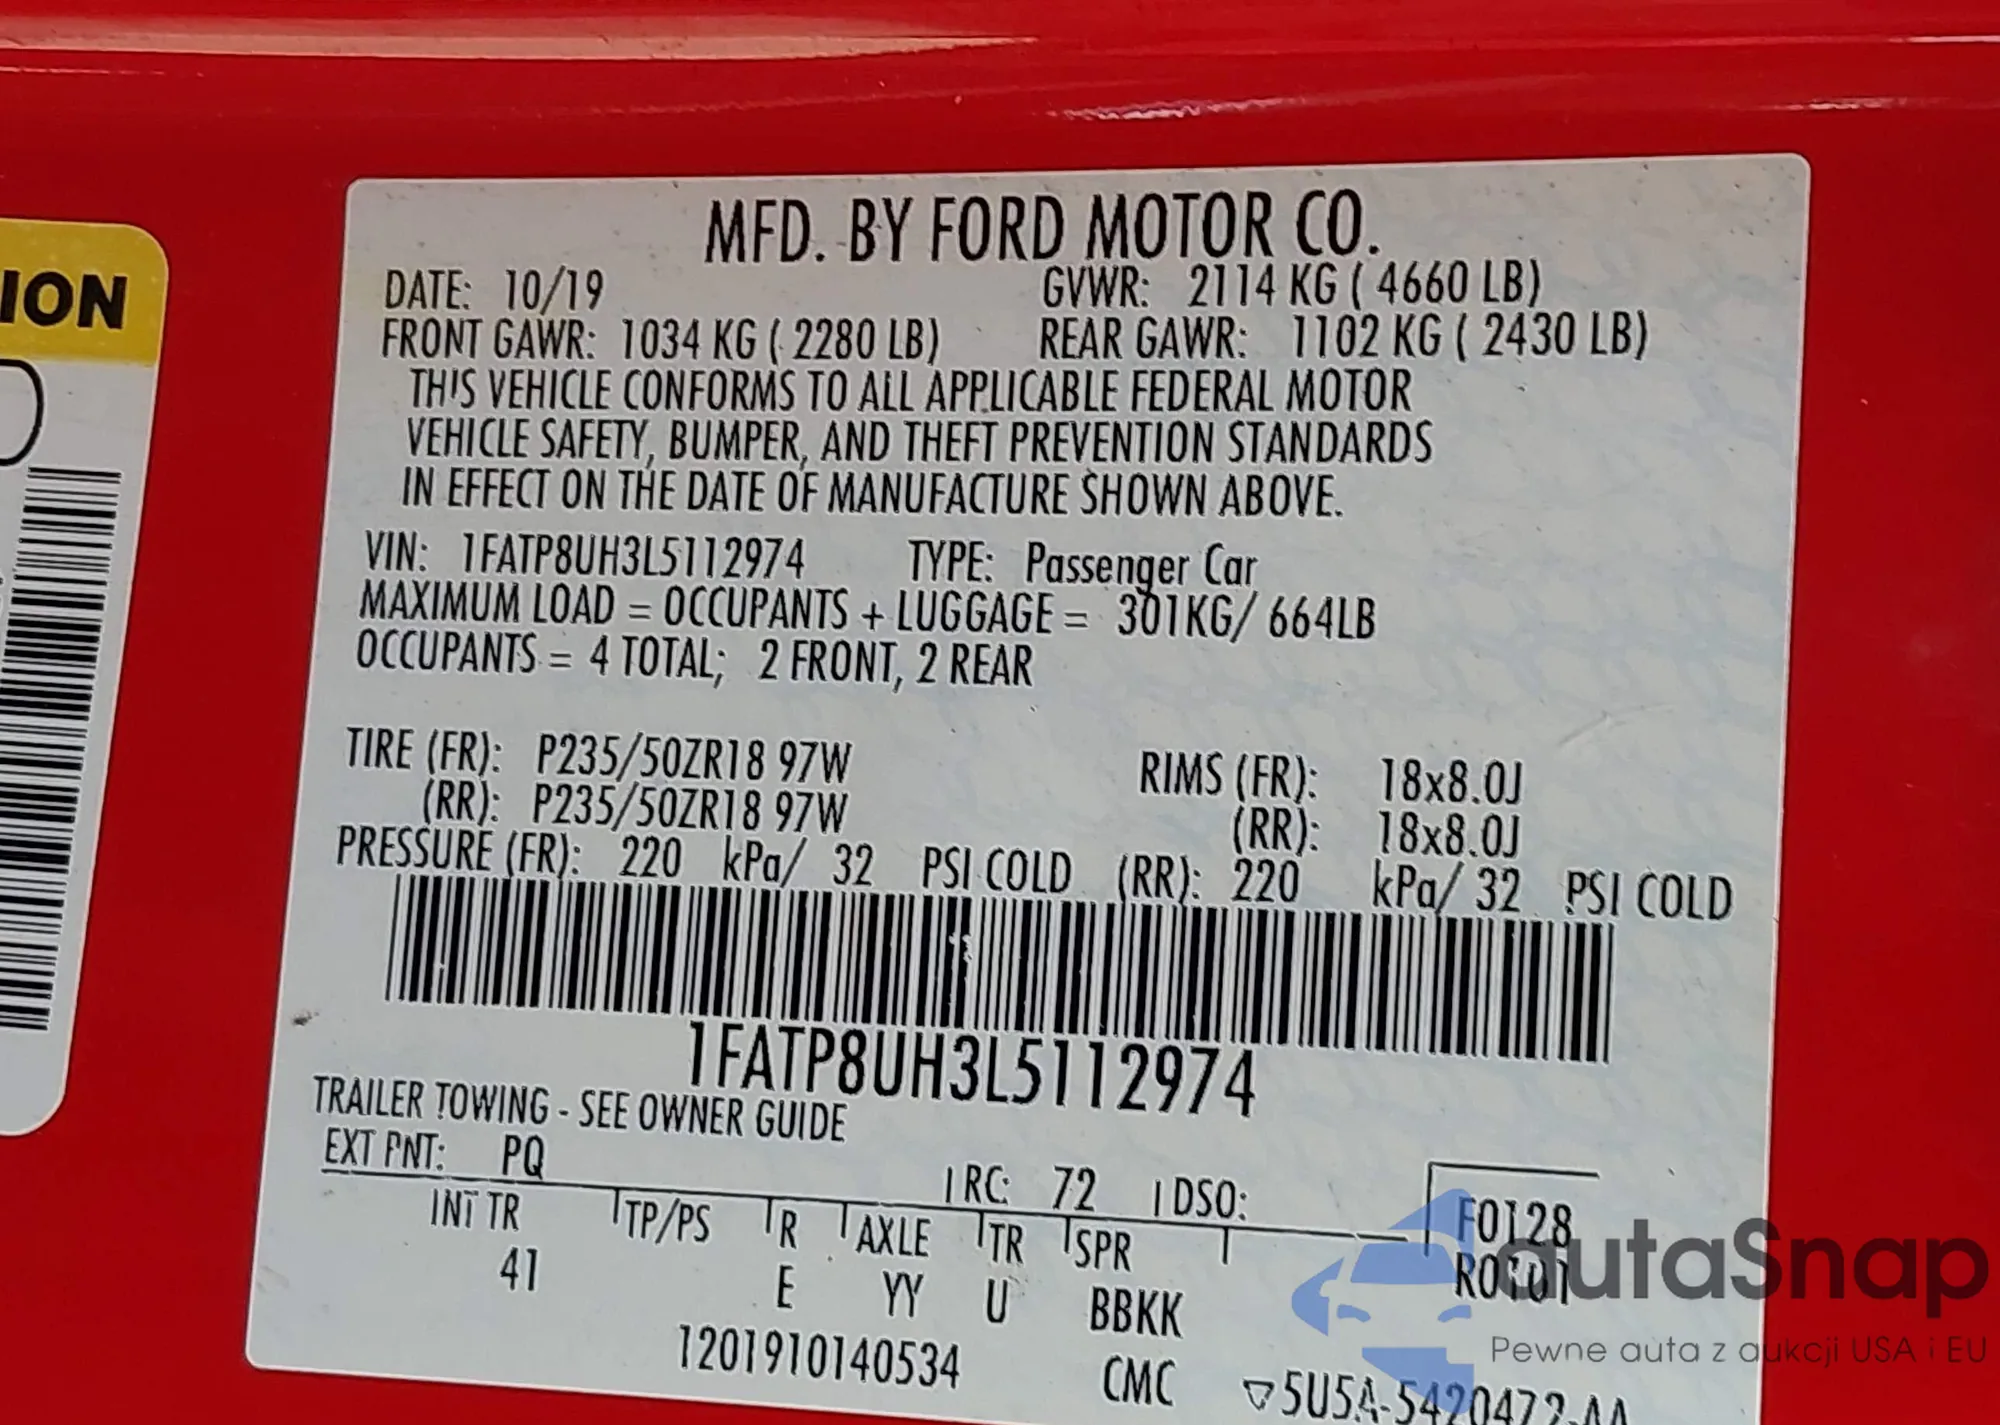 ION
MFD. BY FORD MOTOR CO.
DATE: 10/19 GVWR: 2114 KG ( 4660 LB)
FRONT GAWR: 1034 KG ( 2280 LB) REAR GAWR: 1102 KG ( 2430 LB)
THIS VEHICLE CONFORMS TO ALL APPLICABLE FEDERAL MOTOR
VEHICLE SAFETY, BUMPER, AND THEFT PREVENTION STANDARDS
IN EFFECT ON THE DATE OF MANUFACTURE SHOWN ABOVE.
VIN: 1FATP8UH3L5112974 TYPE: Passenger Car
MAXIMUM LOAD = OCCUPANTS + LUGGAGE = 301KG/ 664LB
OCCUPANTS = 4 TOTAL; 2 FRONT, 2 REAR
TIRE (FR): P235/50ZR18 97W RIMS (FR): 18x8.0J
(RR): P235/50ZR18 97W (RR): 18x8.0J
PRESSURE (FR): 220 kPa/ 32 PSI COLD (RR): 220 kPa/ 32 PSI COLD
1FATP8UH3L5112974
TRAILER TOWING - SEE OWNER GUIDE
EXT PNT: PQ RC: 72 DSO:
INT TR TP/PS R AXLE TR SPR F0128
41 E YY U BBKK
1201910140534 CMC ▽5U5A-5420472-AA
autaSnap
Pewne auta z aukcji USA i EU